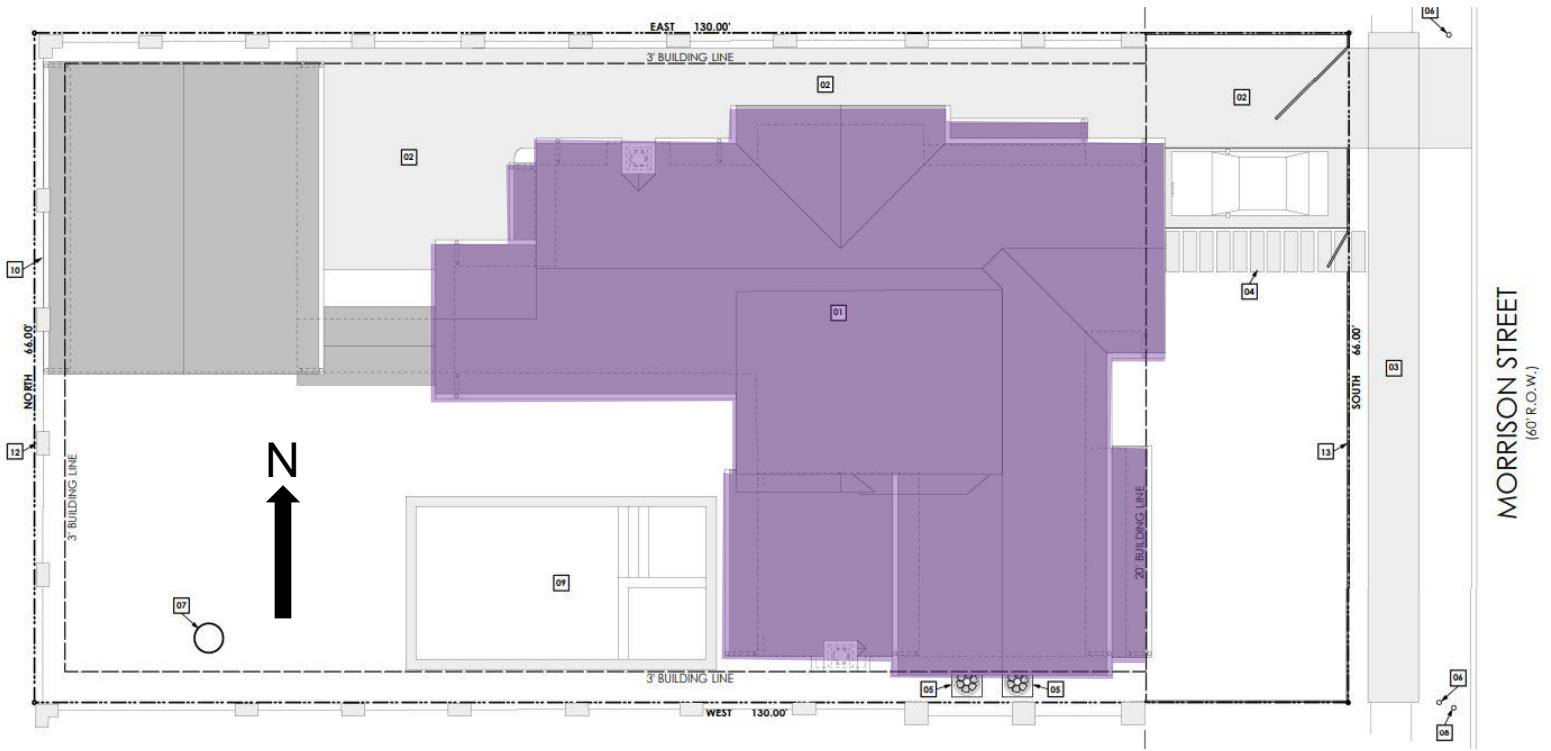 06
EAST 130.00'
3' BUILDING LINE
02
02
02
10
04
01
NORTH 66.00'
SOUTH 66.00'
03
MORRISON STREET
(60' R.O.W.)
12
N
13
3' BUILDING LINE
20' BUILDING LINE
09
07
3' BUILDING LINE
05
05
06
WEST 130.00'
08